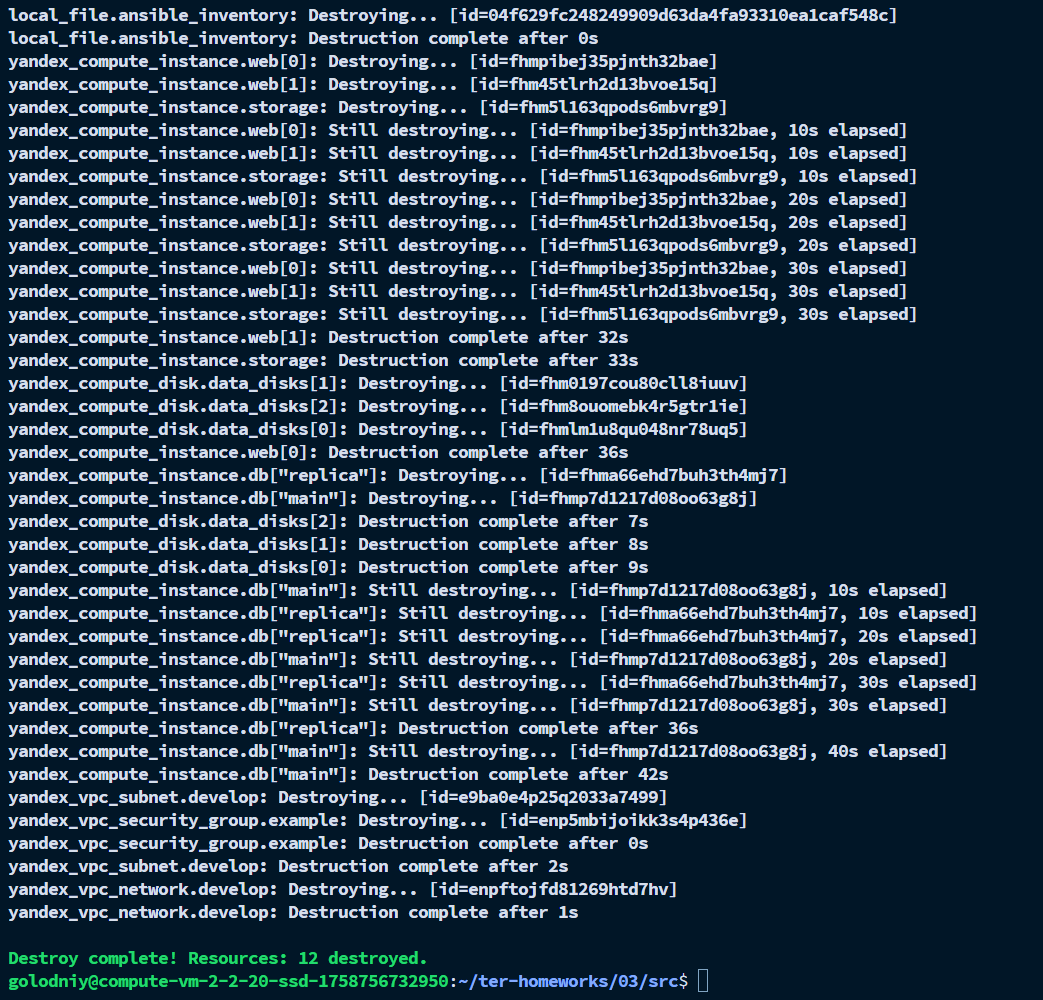 local_file.ansible_inventory: Destroying... [id=04f629fc248249909d63da4fa93310ea1caf548c]
local_file.ansible_inventory: Destruction complete after 0s
yandex_compute_instance.web[0]: Destroying... [id=fhmpibej35pjnth32bae]
yandex_compute_instance.web[1]: Destroying... [id=fhm45tlrh2d13bvoe15q]
yandex_compute_instance.storage: Destroying... [id=fhm5l163qpods6mbvrg9]
yandex_compute_instance.web[0]: Still destroying... [id=fhmpibej35pjnth32bae, 10s elapsed]
yandex_compute_instance.web[1]: Still destroying... [id=fhm45tlrh2d13bvoe15q, 10s elapsed]
yandex_compute_instance.storage: Still destroying... [id=fhm5l163qpods6mbvrg9, 10s elapsed]
yandex_compute_instance.web[0]: Still destroying... [id=fhmpibej35pjnth32bae, 20s elapsed]
yandex_compute_instance.web[1]: Still destroying... [id=fhm45tlrh2d13bvoe15q, 20s elapsed]
yandex_compute_instance.storage: Still destroying... [id=fhm5l163qpods6mbvrg9, 20s elapsed]
yandex_compute_instance.web[0]: Still destroying... [id=fhmpibej35pjnth32bae, 30s elapsed]
yandex_compute_instance.web[1]: Still destroying... [id=fhm45tlrh2d13bvoe15q, 30s elapsed]
yandex_compute_instance.storage: Still destroying... [id=fhm5l163qpods6mbvrg9, 30s elapsed]
yandex_compute_instance.web[1]: Destruction complete after 32s
yandex_compute_instance.storage: Destruction complete after 33s
yandex_compute_disk.data_disks[1]: Destroying... [id=fhm0197cou80cll8iuuv]
yandex_compute_disk.data_disks[2]: Destroying... [id=fhm8ouomebk4r5gtr1ie]
yandex_compute_disk.data_disks[0]: Destroying... [id=fhmlm1u8qu048nr78uq5]
yandex_compute_instance.web[0]: Destruction complete after 36s
yandex_compute_instance.db["replica"]: Destroying... [id=fhma66ehd7buh3th4mj7]
yandex_compute_instance.db["main"]: Destroying... [id=fhmp7d1217d08oo63g8j]
yandex_compute_disk.data_disks[2]: Destruction complete after 7s
yandex_compute_disk.data_disks[1]: Destruction complete after 8s
yandex_compute_disk.data_disks[0]: Destruction complete after 9s
yandex_compute_instance.db["main"]: Still destroying... [id=fhmp7d1217d08oo63g8j, 10s elapsed]
yandex_compute_instance.db["replica"]: Still destroying... [id=fhma66ehd7buh3th4mj7, 10s elapsed]
yandex_compute_instance.db["replica"]: Still destroying... [id=fhma66ehd7buh3th4mj7, 20s elapsed]
yandex_compute_instance.db["main"]: Still destroying... [id=fhmp7d1217d08oo63g8j, 20s elapsed]
yandex_compute_instance.db["replica"]: Still destroying... [id=fhma66ehd7buh3th4mj7, 30s elapsed]
yandex_compute_instance.db["main"]: Still destroying... [id=fhmp7d1217d08oo63g8j, 30s elapsed]
yandex_compute_instance.db["replica"]: Destruction complete after 36s
yandex_compute_instance.db["main"]: Still destroying... [id=fhmp7d1217d08oo63g8j, 40s elapsed]
yandex_compute_instance.db["main"]: Destruction complete after 42s
yandex_vpc_subnet.develop: Destroying... [id=e9ba0e4p25q2033a7499]
yandex_vpc_security_group.example: Destroying... [id=enp5mbijoikk3s4p436e]
yandex_vpc_security_group.example: Destruction complete after 0s
yandex_vpc_subnet.develop: Destruction complete after 2s
yandex_vpc_network.develop: Destroying... [id=enpftojfd81269htd7hv]
yandex_vpc_network.develop: Destruction complete after 1s
Destroy complete! Resources: 12 destroyed.
golodniy@compute-vm-2-2-20-ssd-1758756732950:~/ter-homeworks/03/src$